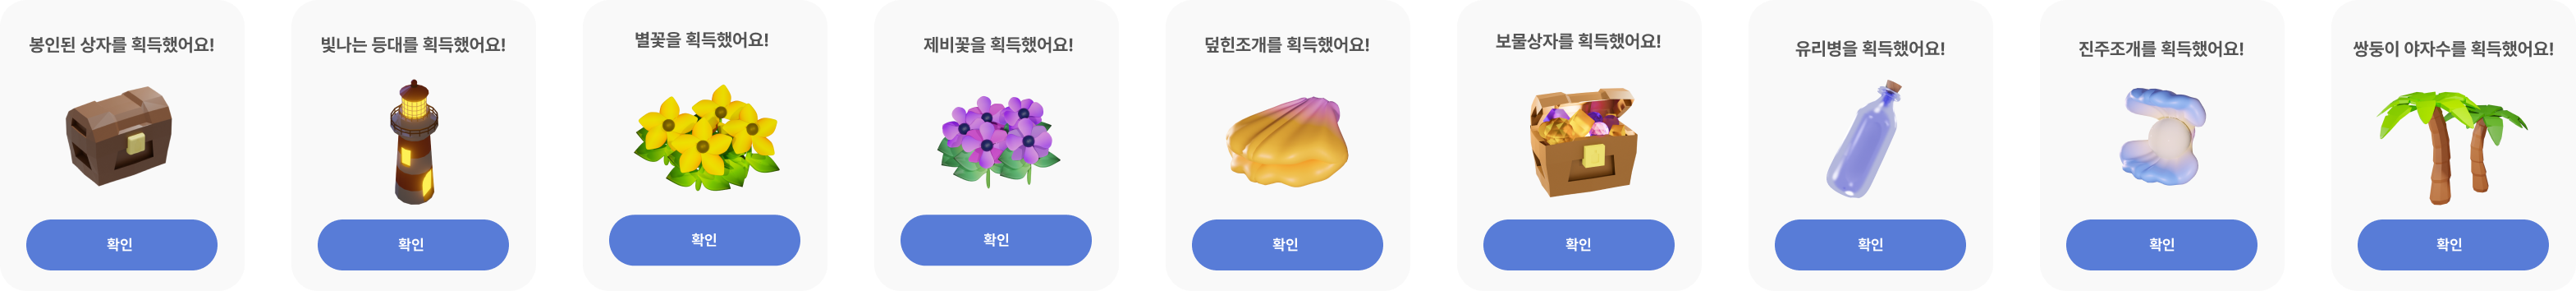 봉인된 상자를 획득했어요!
확인
빛나는 등대를 획득했어요!
확인
별꽃을 획득했어요!
확인
제비꽃을 획득했어요!
확인
덮힌조개를 획득했어요!
확인
보물상자를 획득했어요!
확인
유리병을 획득했어요!
확인
진주조개를 획득했어요!
확인
쌍둥이 야자수를 획득했어요!
확인